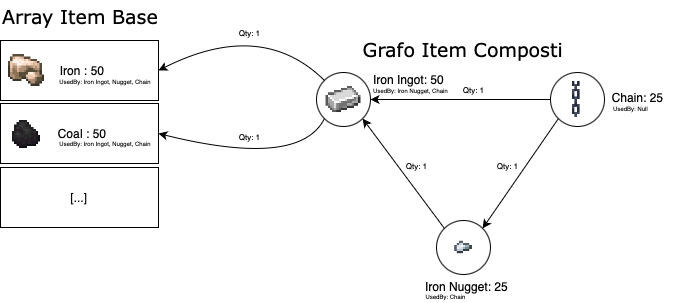 Array Item Base
Iron : 50
UsedBy: Iron Ingot, Nugget, Chain
Coal : 50
UsedBy: Iron Ingot, Nugget, Chain
[...]
Qty: 1
Qty: 1
Grafo Item Composti
Iron Ingot: 50
UsedBy: Iron Nugget, Chain
Qty: 1
Chain: 25
UsedBy: Null
Qty: 1
Qty: 1
Iron Nugget: 25
UsedBy: Chain